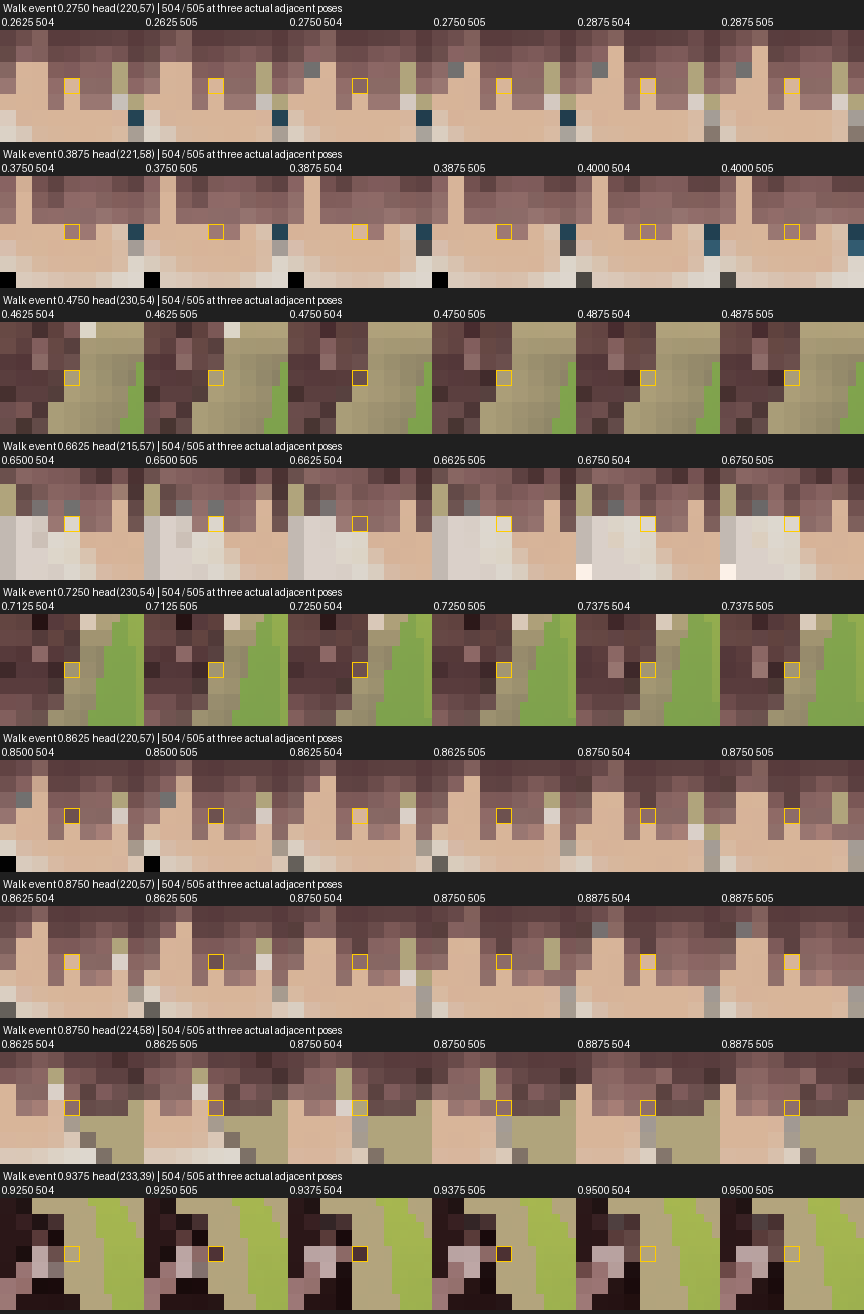 Walk event 0.2750 head(220,57) | 504 / 505 at three actual adjacent poses
0.2625 504 0.2625 505 0.2750 504 0.2750 505 0.2875 504 0.2875 505
Walk event 0.3875 head(221,58) | 504 / 505 at three actual adjacent poses
0.3750 504 0.3750 505 0.3875 504 0.3875 505 0.4000 504 0.4000 505
Walk event 0.4750 head(230,54) | 504 / 505 at three actual adjacent poses
0.4625 504 0.4625 505 0.4750 504 0.4750 505 0.4875 504 0.4875 505
Walk event 0.6625 head(215,57) | 504 / 505 at three actual adjacent poses
0.6500 504 0.6500 505 0.6625 504 0.6625 505 0.6750 504 0.6750 505
Walk event 0.7250 head(230,54) | 504 / 505 at three actual adjacent poses
0.7125 504 0.7125 505 0.7250 504 0.7250 505 0.7375 504 0.7375 505
Walk event 0.8625 head(220,57) | 504 / 505 at three actual adjacent poses
0.8500 504 0.8500 505 0.8625 504 0.8625 505 0.8750 504 0.8750 505
Walk event 0.8750 head(220,57) | 504 / 505 at three actual adjacent poses
0.8625 504 0.8625 505 0.8750 504 0.8750 505 0.8875 504 0.8875 505
Walk event 0.8750 head(224,58) | 504 / 505 at three actual adjacent poses
0.8625 504 0.8625 505 0.8750 504 0.8750 505 0.8875 504 0.8875 505
Walk event 0.9375 head(233,39) | 504 / 505 at three actual adjacent poses
0.9250 504 0.9250 505 0.9375 504 0.9375 505 0.9500 504 0.9500 505